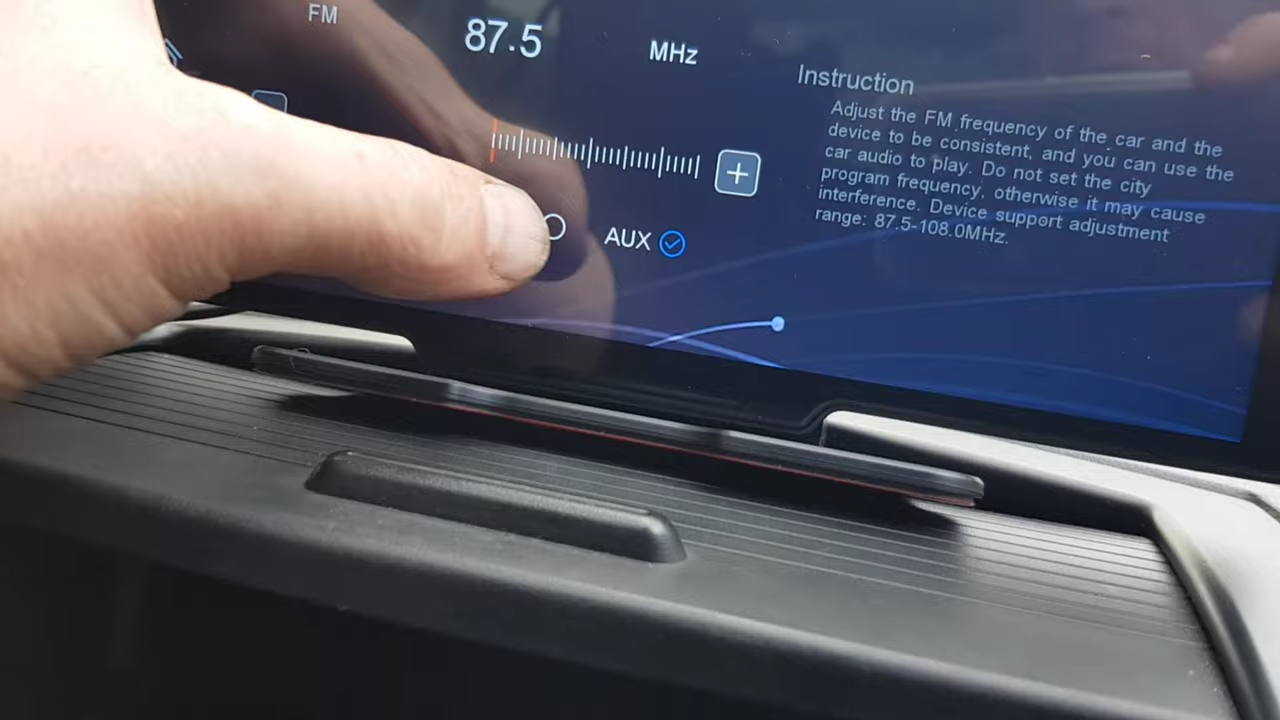 FM
87.5
MHz
Instruction
Adjust the FM frequency of the car and the
device to be consistent, and you can use the
car audio to play. Do not set the city
program frequency, otherwise it may cause
interference. Device support adjustment
range: 87.5-108.0MHz.
+
AUX